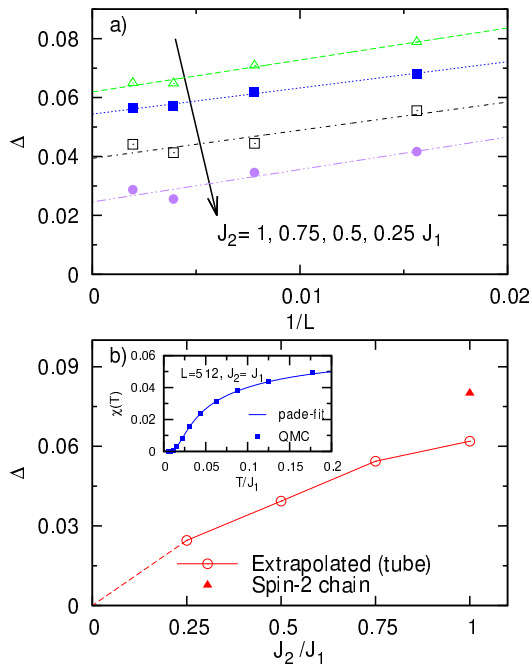 a)
0.08
0.06
0.04
0.02
0
Δ
J2= 1, 0.75, 0.5, 0.25 J1
0 0.01 0.02
1/L
b)
0.09
0.06
0.03
0
Δ
0.06
0.04
0.02
0
χ(T)
L=512, J2= J1
pade-fit
QMC
0 0.05 0.1 0.15 0.2
T/J1
Extrapolated (tube)
Spin-2 chain
0 0.25 0.5 0.75 1
J2/J1